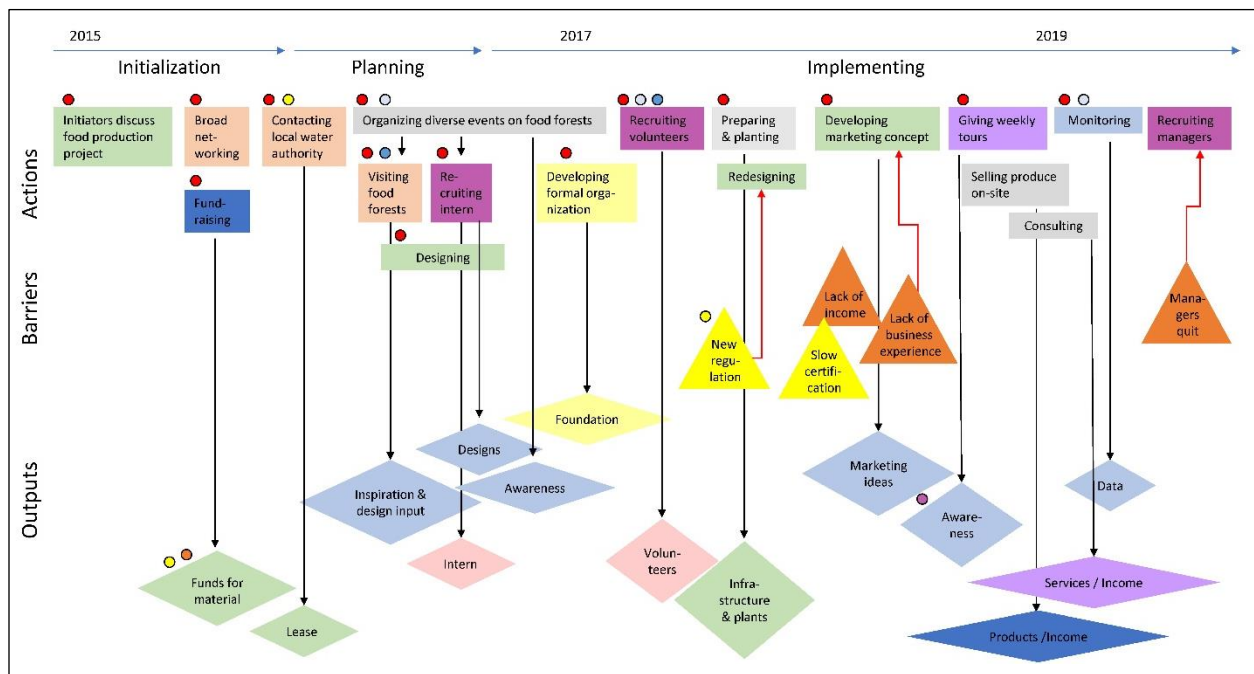 2015
2017
2019
Initialization
Planning
Implementing
Actions
Barriers
Outputs
Initiators discuss
food production
project
Broad
net-
working
Contacting
local water
authority
Organizing diverse events on food forests
Recruiting
volunteers
Preparing
& planting
Developing
marketing concept
Giving weekly
tours
Monitoring
Recruiting
managers
Fund-
raising
Visiting
food
forests
Re-
cruiting
intern
Developing
formal orga-
nization
Redesigning
Selling produce
on-site
Consulting
Designing
New
regu-
lation
Lack of
income
Slow
certifi-
cation
Lack of
business
experience
Mana-
gers
quit
Foundation
Designs
Inspiration &
design input
Awareness
Marketing
ideas
Aware-
ness
Data
Funds for
material
Lease
Intern
Volun-
teers
Infra-
structure
& plants
Services / Income
Products /Income